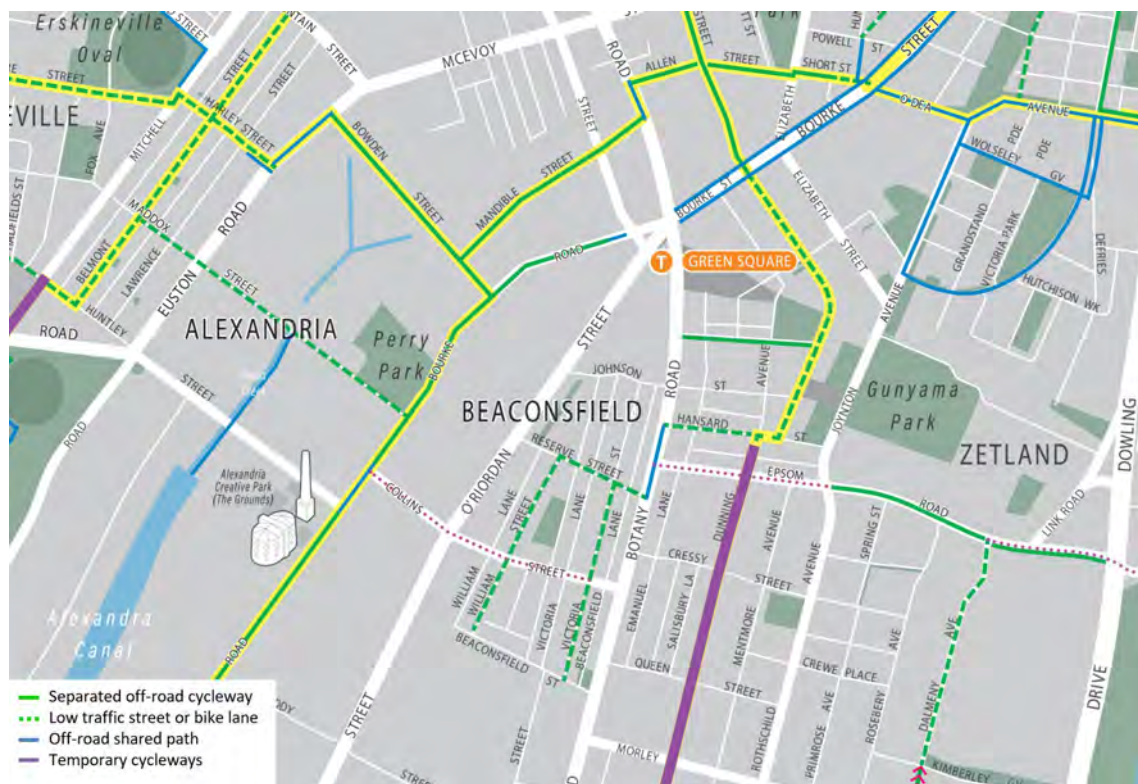 Erskineville
Oval
MCEVOY
STREET
ROAD
Park
POWELL
ST
SHORT ST
STREET
ALLEN
STREET
ELIZABETH
BOURKE
O'DEA
AVENUE
STREET
HARLEY STREET
MITCHELL
FOX AVE
BOWDEN
STREET
MANDIBLE
STREET
STREET
BOURKE ST
ELIZABETH
STREET
WOLSELEY
GV
PDE
PDE
GRANDSTAND
VICTORIA PARK
DEFRIES
HUTCHISON WK
MADDOX
STREET
BELMONT
LAWRENCE
EUSTON
ROAD
HUNTLEY
STREET
ROAD
ROAD
T GREEN SQUARE
AVENUE
ALEXANDRIA
Perry
Park
BOURKE
ROAD
STREET
JOHNSON
ST
AVENUE
ROAD
BEACONSFIELD
HANSARD
ST
JOYNTON
Gunyama
Park
ZETLAND
DOWLING
RESERVE
STREET
ST
O'RIORDAN
Alexandria
Creative Park
(The Grounds)
COLLINS
STREET
LANE
STREET
LANE
LANE
BOTANY
LANE
EPSOM
ROAD
LINK ROAD
DUNNING
AVENUE
AVENUE
SPRING ST
CRESSY
STREET
WILLIAM
WILLIAM
VICTORIA
VICTORIA
BEACONSFIELD
BEACONSFIELD
ST
EMANUEL
SALISBURY LA
MENTMORE
QUEEN
STREET
CREWE PLACE
AVE
AVE
DALMENY
ROSEBERY
PRIMROSE AVE
ROTHSCHILD
DRIVE
Alexandra
Canal
ROAD
STREET
STREET
STREET
MORLEY
KIMBERLEY
Separated off-road cycleway
Low traffic street or bike lane
Off-road shared path
Temporary cycleways